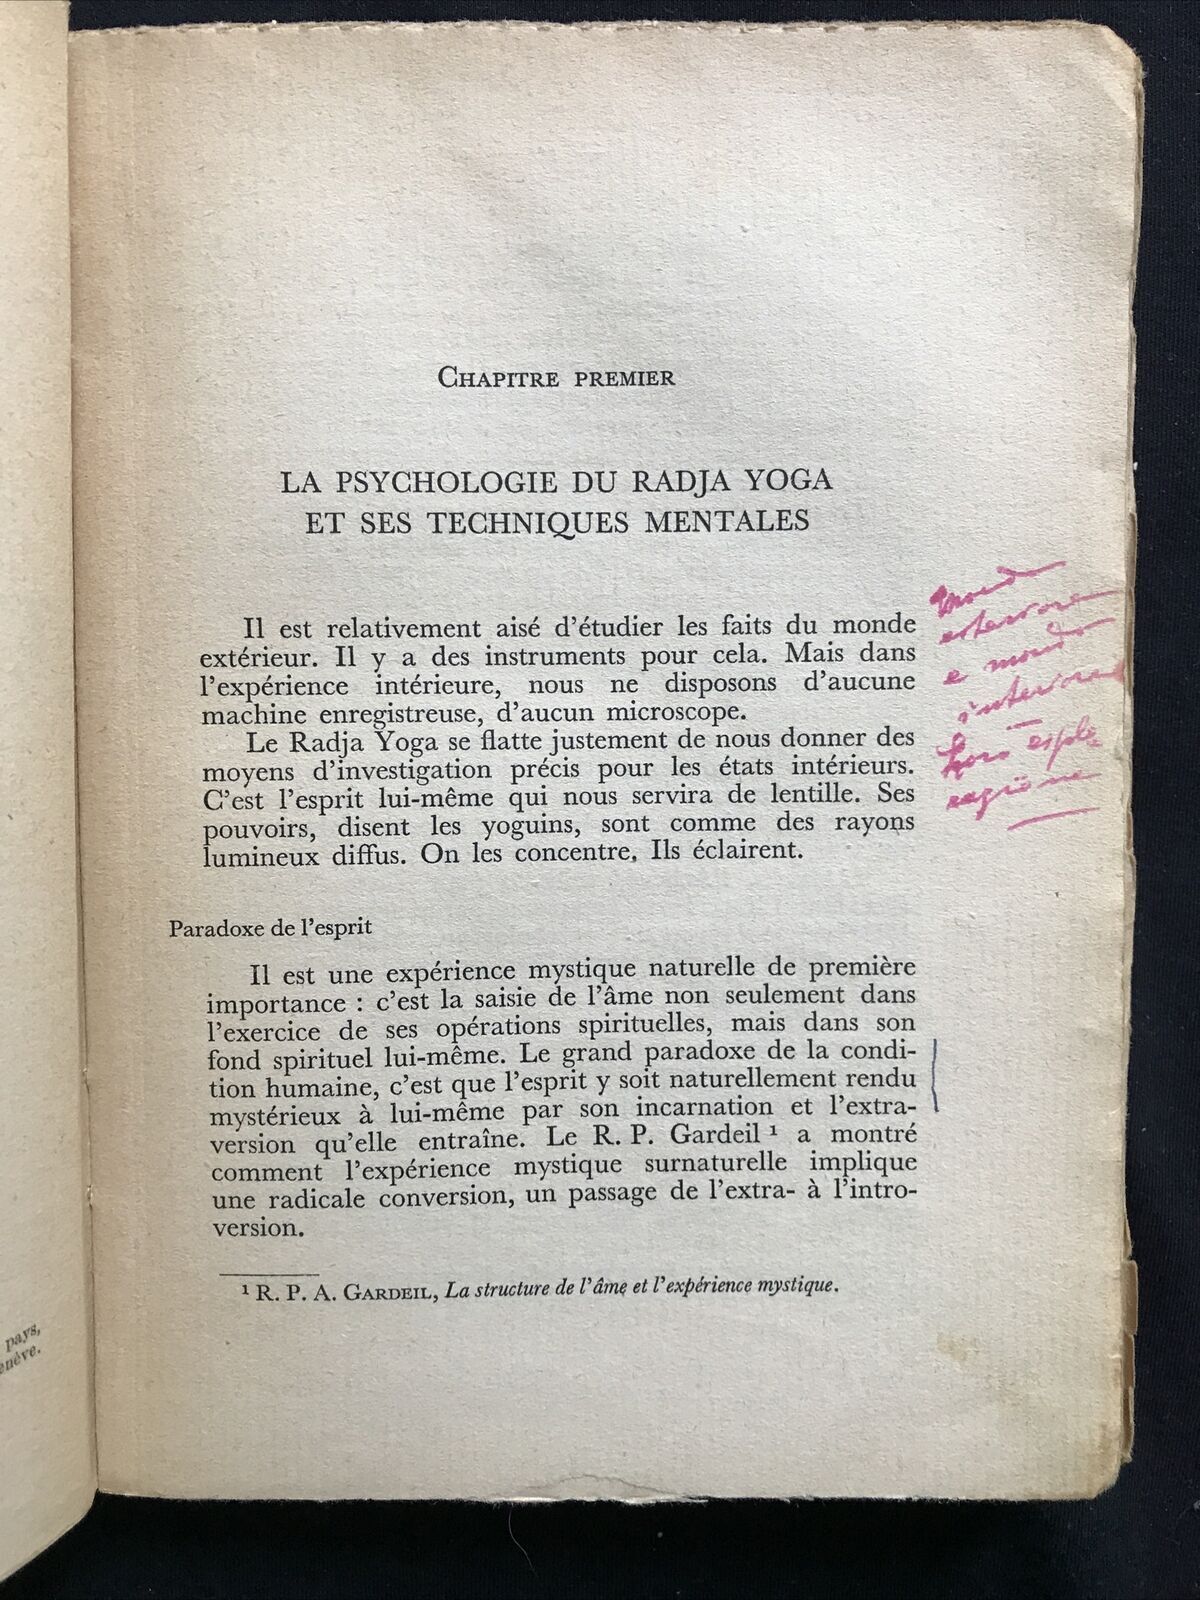 CHAPITRE PREMIER
LA PSYCHOLOGIE DU RADJA YOGA
ET SES TECHNIQUES MENTALES
Il est relativement aisé d'étudier les faits du monde
extérieur. Il y a des instruments pour cela. Mais dans
l'expérience intérieure, nous ne disposons d'aucune
machine enregistreuse, d'aucun microscope.
Le Radja Yoga se flatte justement de nous donner des
moyens d'investigation précis pour les états intérieurs.
C'est l'esprit lui-même qui nous servira de lentille. Ses
pouvoirs, disent les yoguins, sont comme des rayons
lumineux diffus. On les concentre. Ils éclairent.
Paradoxe de l'esprit
Il est une expérience mystique naturelle de première
importance : c'est la saisie de l'âme non seulement dans
l'exercice de ses opérations spirituelles, mais dans son
fond spirituel lui-même. Le grand paradoxe de la condi-
tion humaine, c'est que l'esprit y soit naturellement rendu
mystérieux à lui-même par son incarnation et l'extra-
version qu'elle entraîne. Le R. P. Gardeil ¹ a montré
comment l'expérience mystique surnaturelle implique
une radicale conversion, un passage de l'extra- à l'intro-
version.
¹ R. P. A. GARDEIL, La structure de l'âme et l'expérience mystique.
mondo
esteriore
e mondo
interiore
pays,
enève.